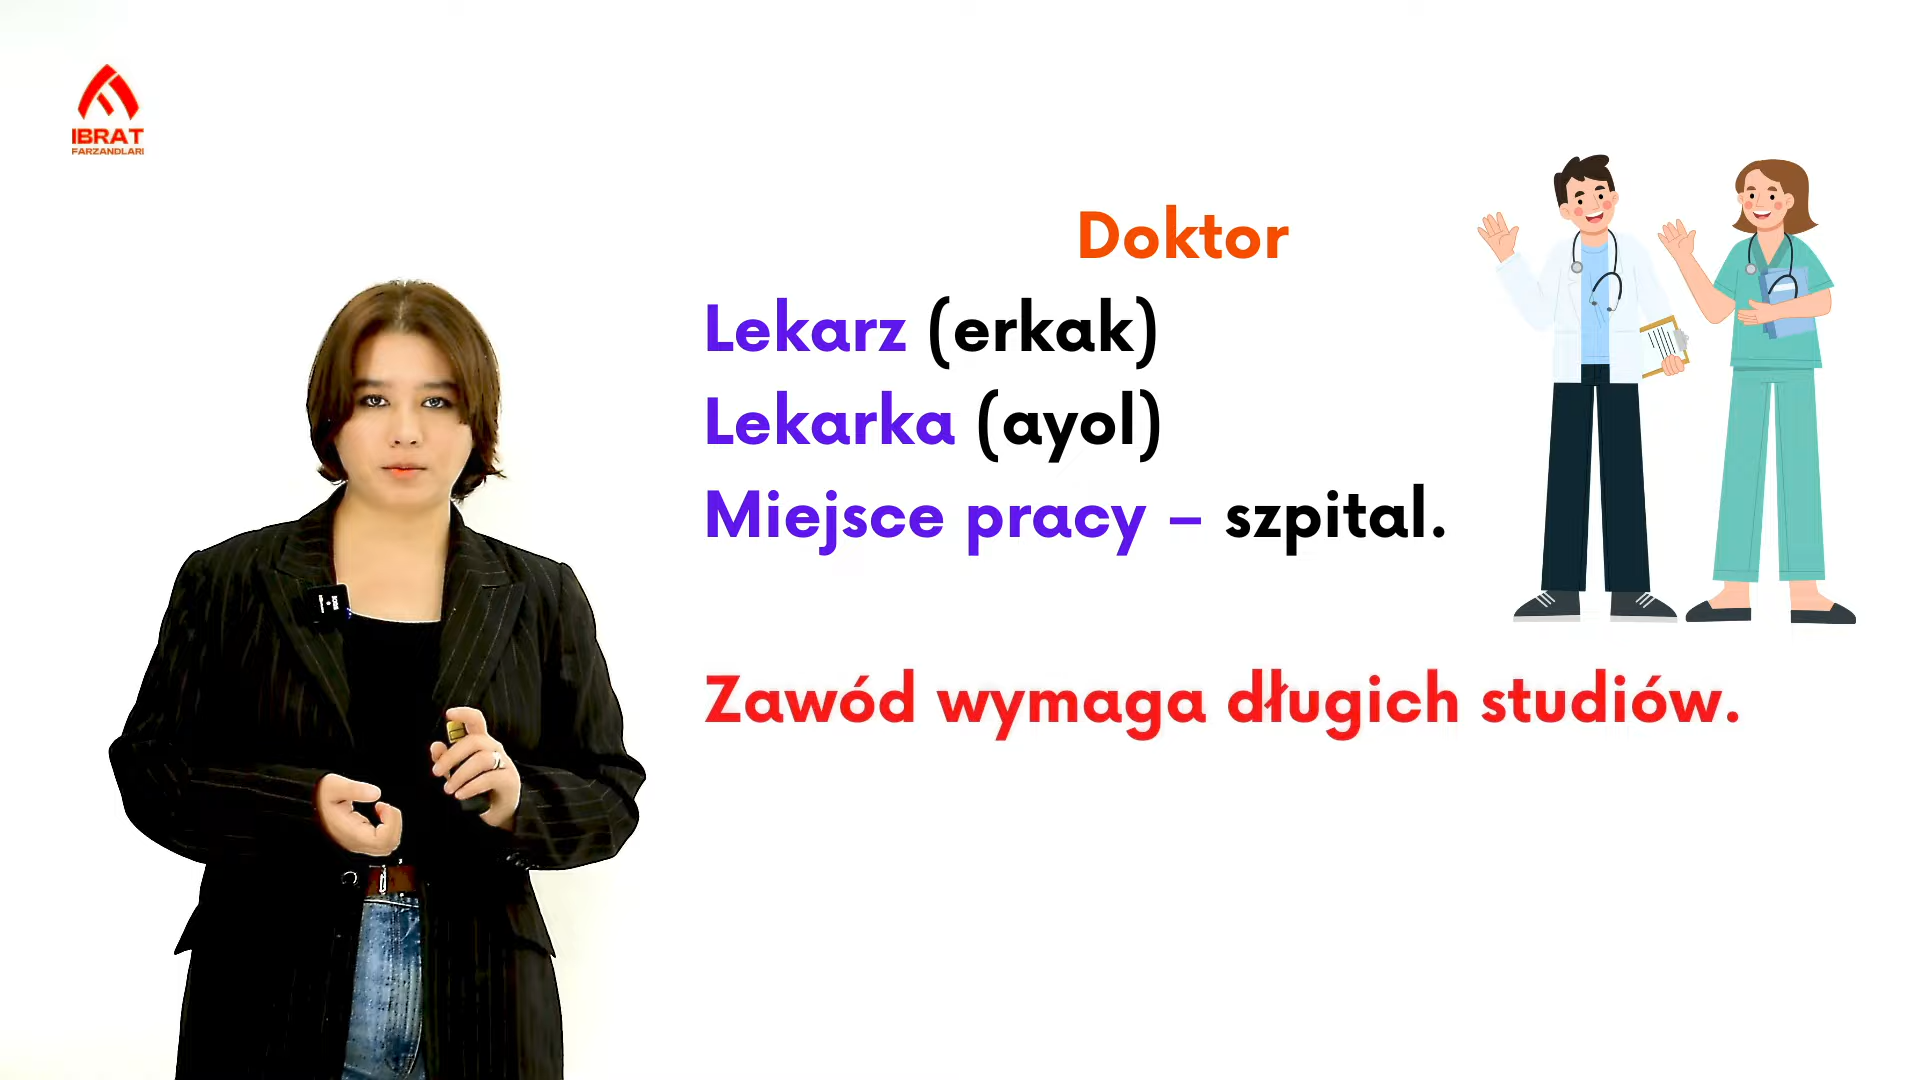 IBRAT
FARZANDLARI
Doktor
Lekarz (erkak)
Lekarka (ayol)
Miejsce pracy – szpital.
Zawód wymaga długich studiów.